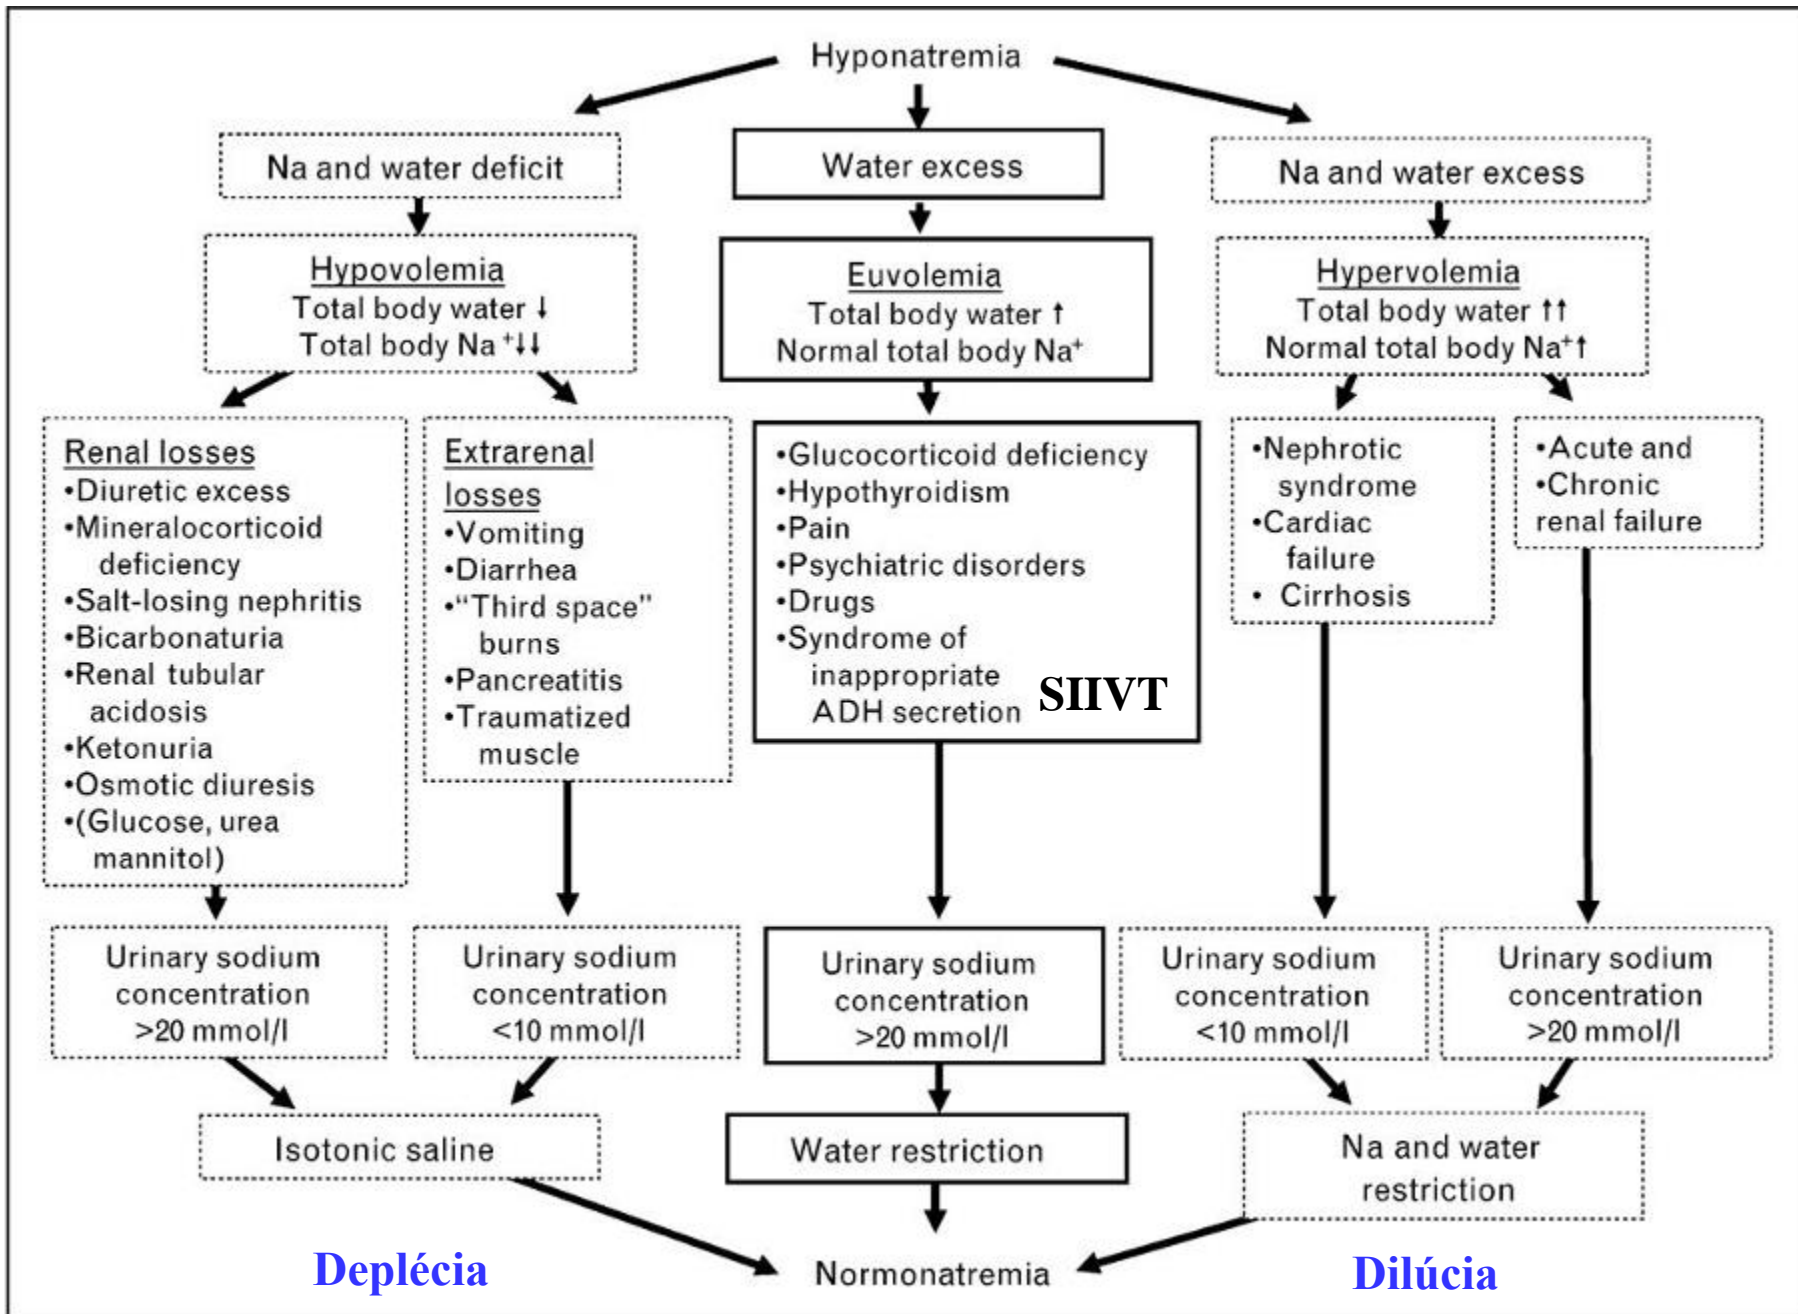 Hyponatremia
Na and water deficit
Water excess
Na and water excess
Hypovolemia
Total body water ↓
Total body Na⁺↓↓
Euvolemia
Total body water ↑
Normal total body Na⁺
Hypervolemia
Total body water ↑↑
Normal total body Na⁺↑
Renal losses
•Diuretic excess
•Mineralocorticoid
deficiency
•Salt-losing nephritis
•Bicarbonaturia
•Renal tubular
acidosis
•Ketonuria
•Osmotic diuresis
•(Glucose, urea
mannitol)
Extrarenal
losses
•Vomiting
•Diarrhea
•“Third space”
burns
•Pancreatitis
•Traumatized
muscle
•Glucocorticoid deficiency
•Hypothyroidism
•Pain
•Psychiatric disorders
•Drugs
•Syndrome of
inappropriate
ADH secretion
SIIVT
•Nephrotic
syndrome
•Cardiac
failure
• Cirrhosis
•Acute and
•Chronic
renal failure
Urinary sodium
concentration
>20 mmol/l
Urinary sodium
concentration
<10 mmol/l
Urinary sodium
concentration
>20 mmol/l
Urinary sodium
concentration
<10 mmol/l
Urinary sodium
concentration
>20 mmol/l
Isotonic saline
Water restriction
Na and water
restriction
Deplécia
Normonatremia
Dilúcia